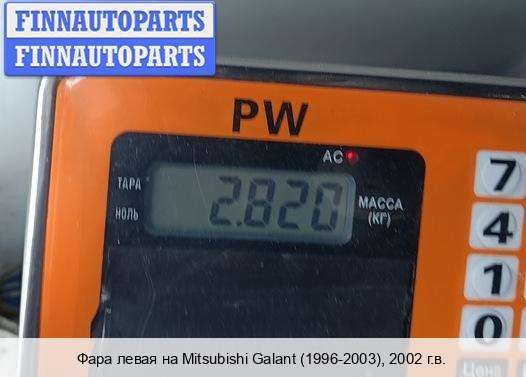 FINNAUTOPARTS
FINNAUTOPARTS
PW
AC
ТАРА
НОЛЬ
2.820
МАССА
(КГ)
7
4
1
0
Цена
Фара левая на Mitsubishi Galant (1996-2003), 2002 г.в.